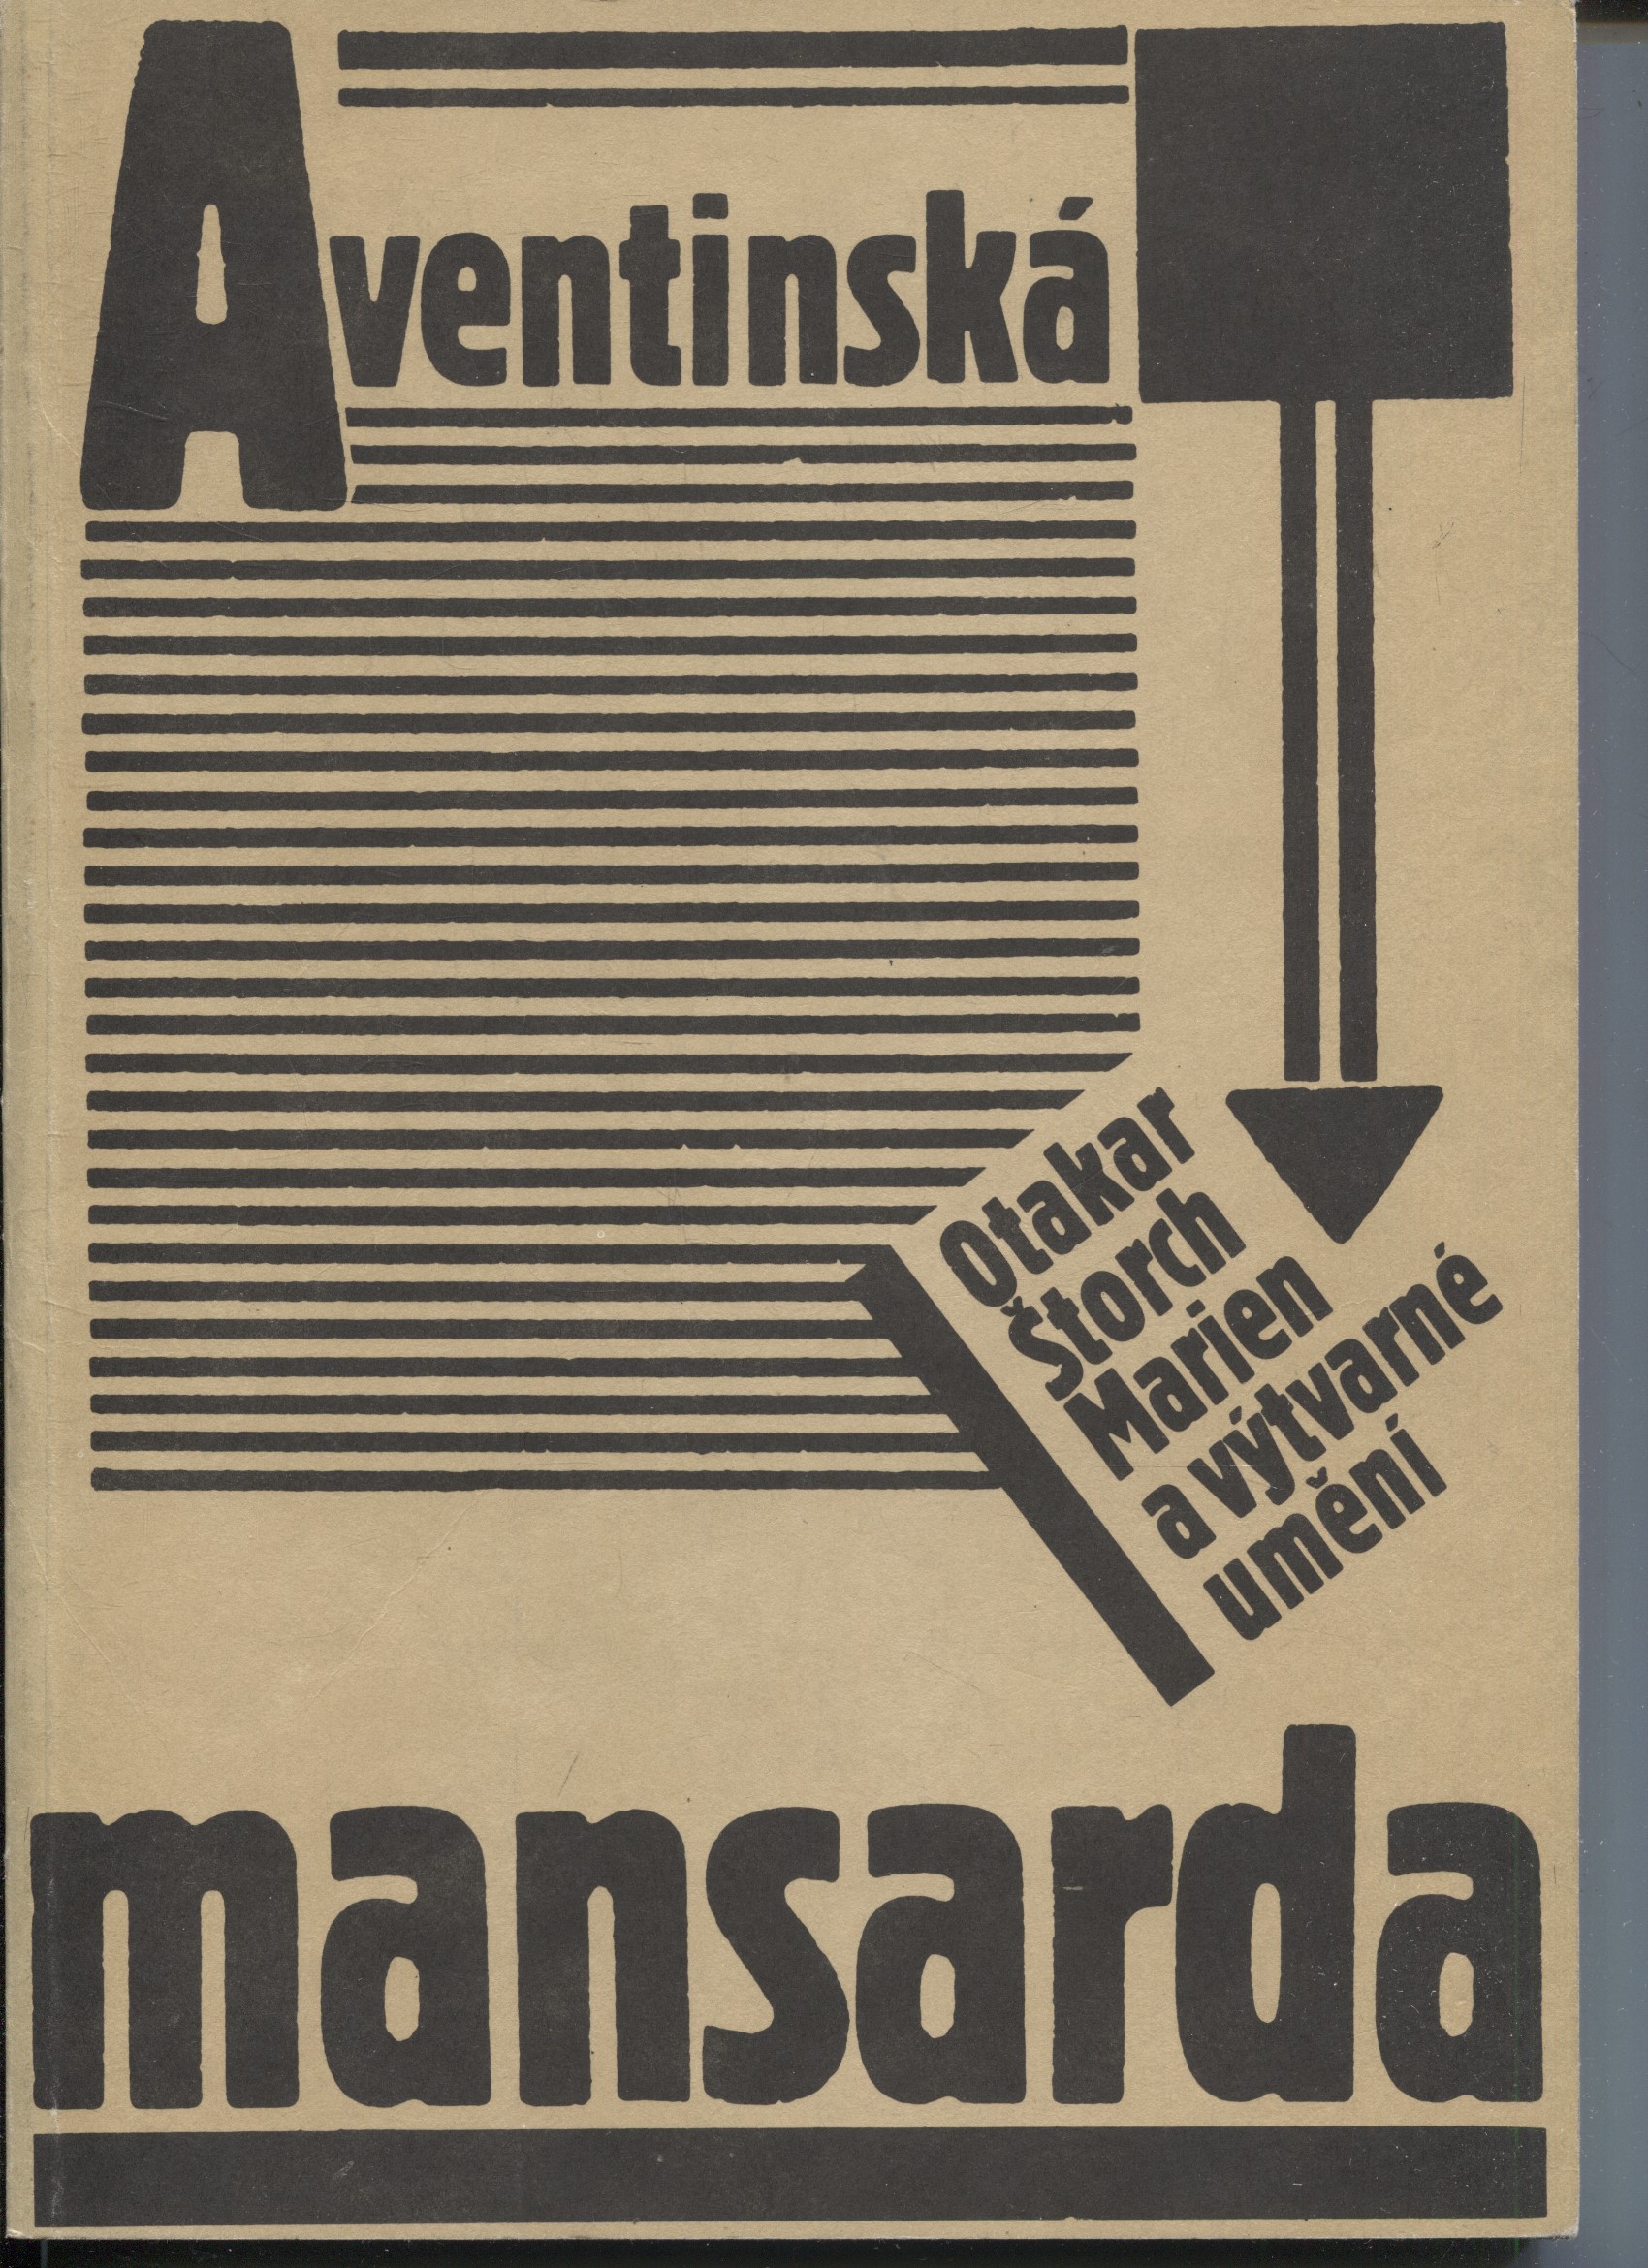 Aventinská
Otakar
Štorch
Marien
a výtvarné
umění
mansarda